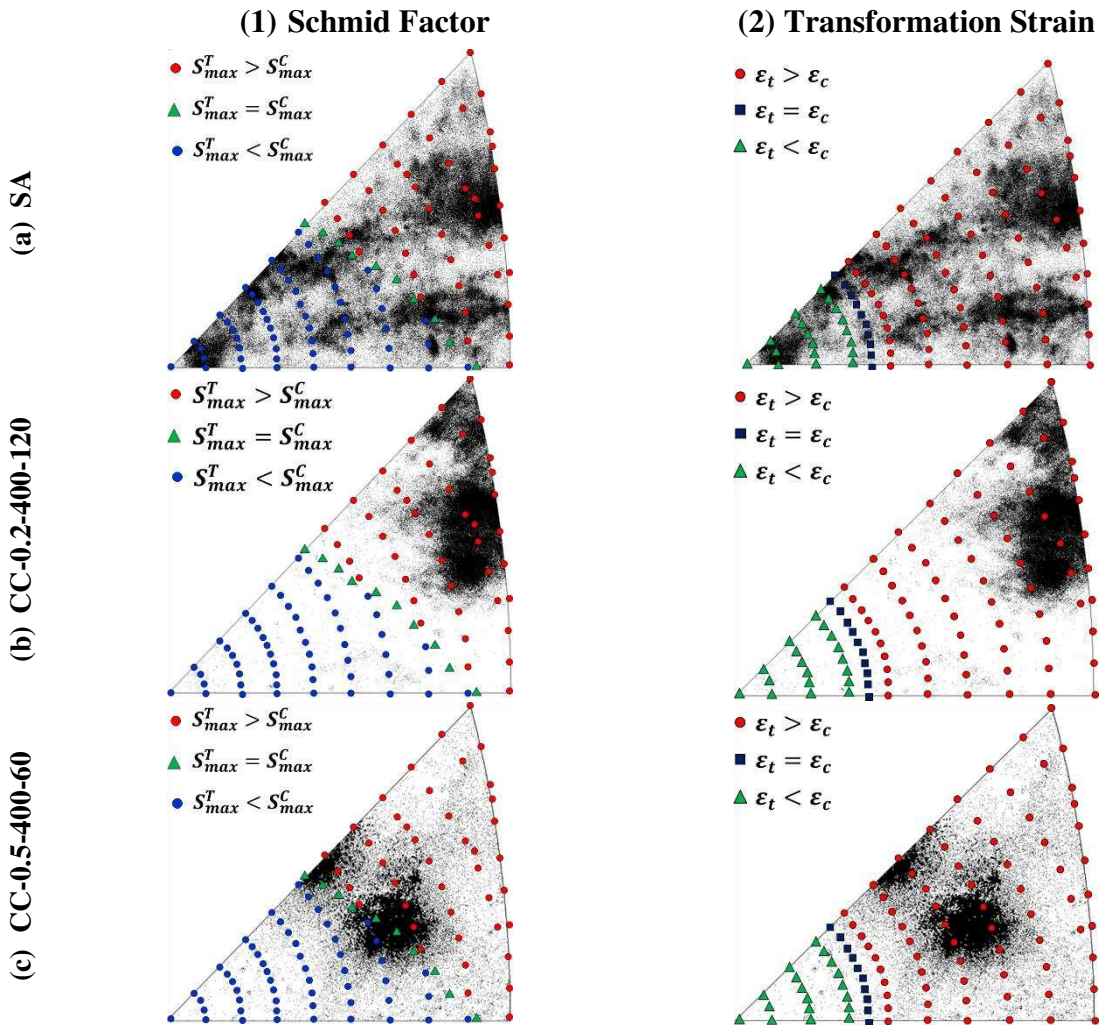 (1) Schmid Factor
(2) Transformation Strain
(a) SA
S^T_max > S^C_max
S^T_max = S^C_max
S^T_max < S^C_max
ε_t > ε_c
ε_t = ε_c
ε_t < ε_c
(b) CC-0.2-400-120
S^T_max > S^C_max
S^T_max = S^C_max
S^T_max < S^C_max
ε_t > ε_c
ε_t = ε_c
ε_t < ε_c
(c) CC-0.5-400-60
S^T_max > S^C_max
S^T_max = S^C_max
S^T_max < S^C_max
ε_t > ε_c
ε_t = ε_c
ε_t < ε_c